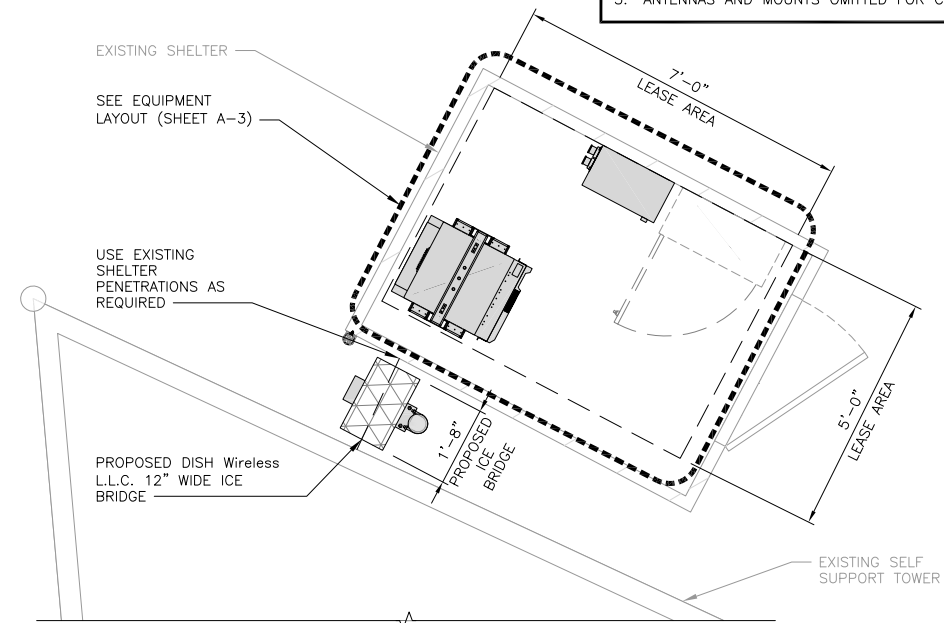 3. ANTENNAS AND MOUNTS OMITTED FOR C
EXISTING SHELTER
7'-0"
LEASE AREA
SEE EQUIPMENT
LAYOUT (SHEET A-3)
USE EXISTING
SHELTER
PENETRATIONS AS
REQUIRED
5'-0"
LEASE AREA
1'-8"
PROPOSED
ICE
BRIDGE
PROPOSED DISH Wireless
L.L.C. 12" WIDE ICE
BRIDGE
EXISTING SELF
SUPPORT TOWER